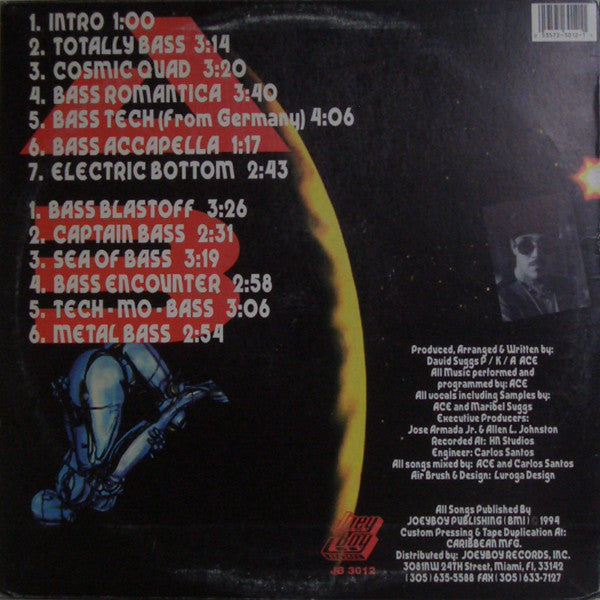 1. INTRO 1:00
2. TOTALLY BASS 3:14
3. COSMIC QUAD 3:20
4. BASS ROMANTICA 3:40
5. BASS TECH (From Germany) 4:06
6. BASS ACCAPELLA 1:17
7. ELECTRIC BOTTOM 2:43
A
1. BASS BLASTOFF 3:26
2. CAPTAIN BASS 2:31
3. SEA OF BASS 3:19
4. BASS ENCOUNTER 2:58
5. TECH - MO - BASS 3:06
6. METAL BASS 2:54
B
Produced, Arranged & Written by:
David Suggs P / K / A ACE
All Music performed and
programmed by: ACE
All vocals including Samples by:
ACE and Maribel Suggs
Executive Producers:
Jose Armada Jr. & Allen L. Johnston
Recorded At: HN Studios
Engineer: Carlos Santos
All songs mixed by: ACE and Carlos Santos
Air Brush & Design: Luroga Design
All Songs Published By
JOEYBOY PUBLISHING (BMI) © 1994
Custom Pressing & Tape Duplication At:
CARIBBEAN MFG.
Distributed by: JOEYBOY RECORDS, INC.
3081NW 24TH Street, Miami, Fl, 33142
(305) 635-5588 FAX (305) 633-7127
Joey Boy
JB 3012